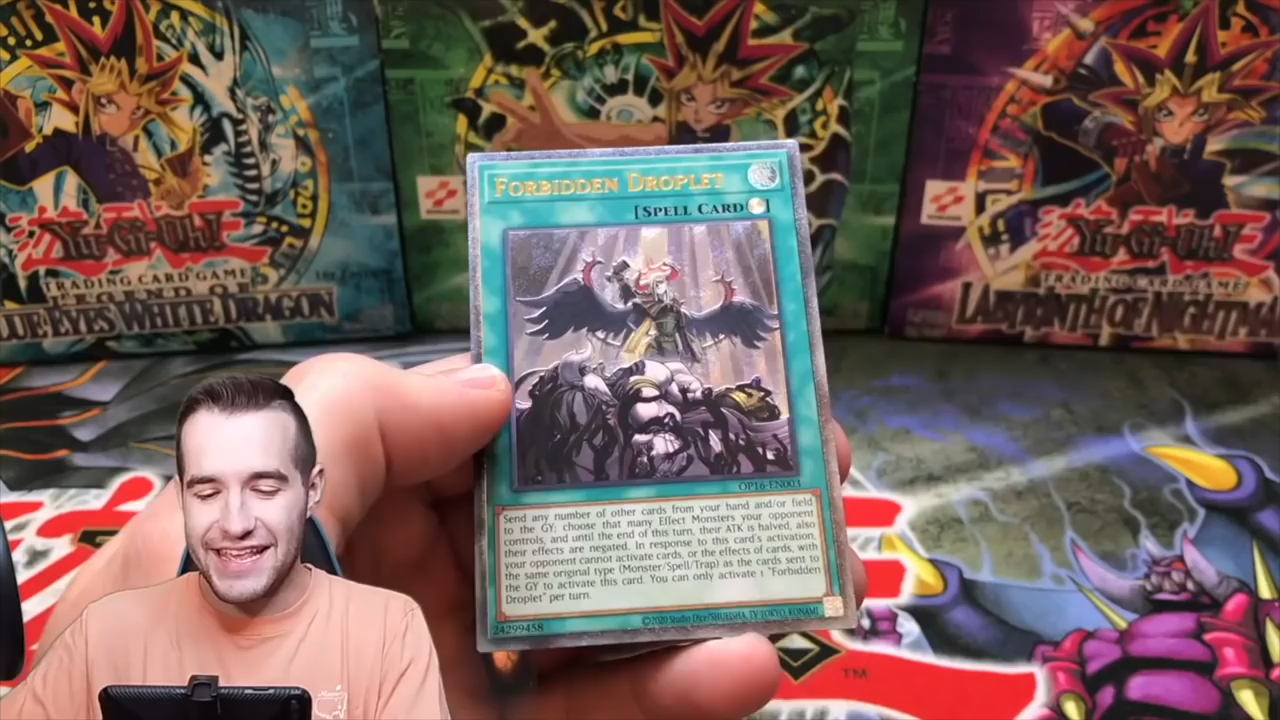 Yu-Gi-Oh!
TRADING CARD GAME
LEGEND OF
BLUE EYES WHITE DRAGON
KONAMI
KONAMI
Yu-Gi-Oh!
TRADING CARD GAME
LABYRINTH OF NIGHTMA
FORBIDDEN DROPLET
[SPELL CARD ]
OP16-EN003
Send any number of other cards from your hand and/or field
to the GY; choose that many Effect Monsters your opponent
controls, and until the end of this turn, their ATK is halved, also
their effects are negated. In response to this card's activation,
your opponent cannot activate cards, or the effects of cards, with
the same original type (Monster/Spell/Trap) as the cards sent to
the GY to activate this card. You can only activate 1 "Forbidden
Droplet" per turn.
24299458
©2020 Studio Dice/SHUEISHA, TV TOKYO, KONAMI
TM